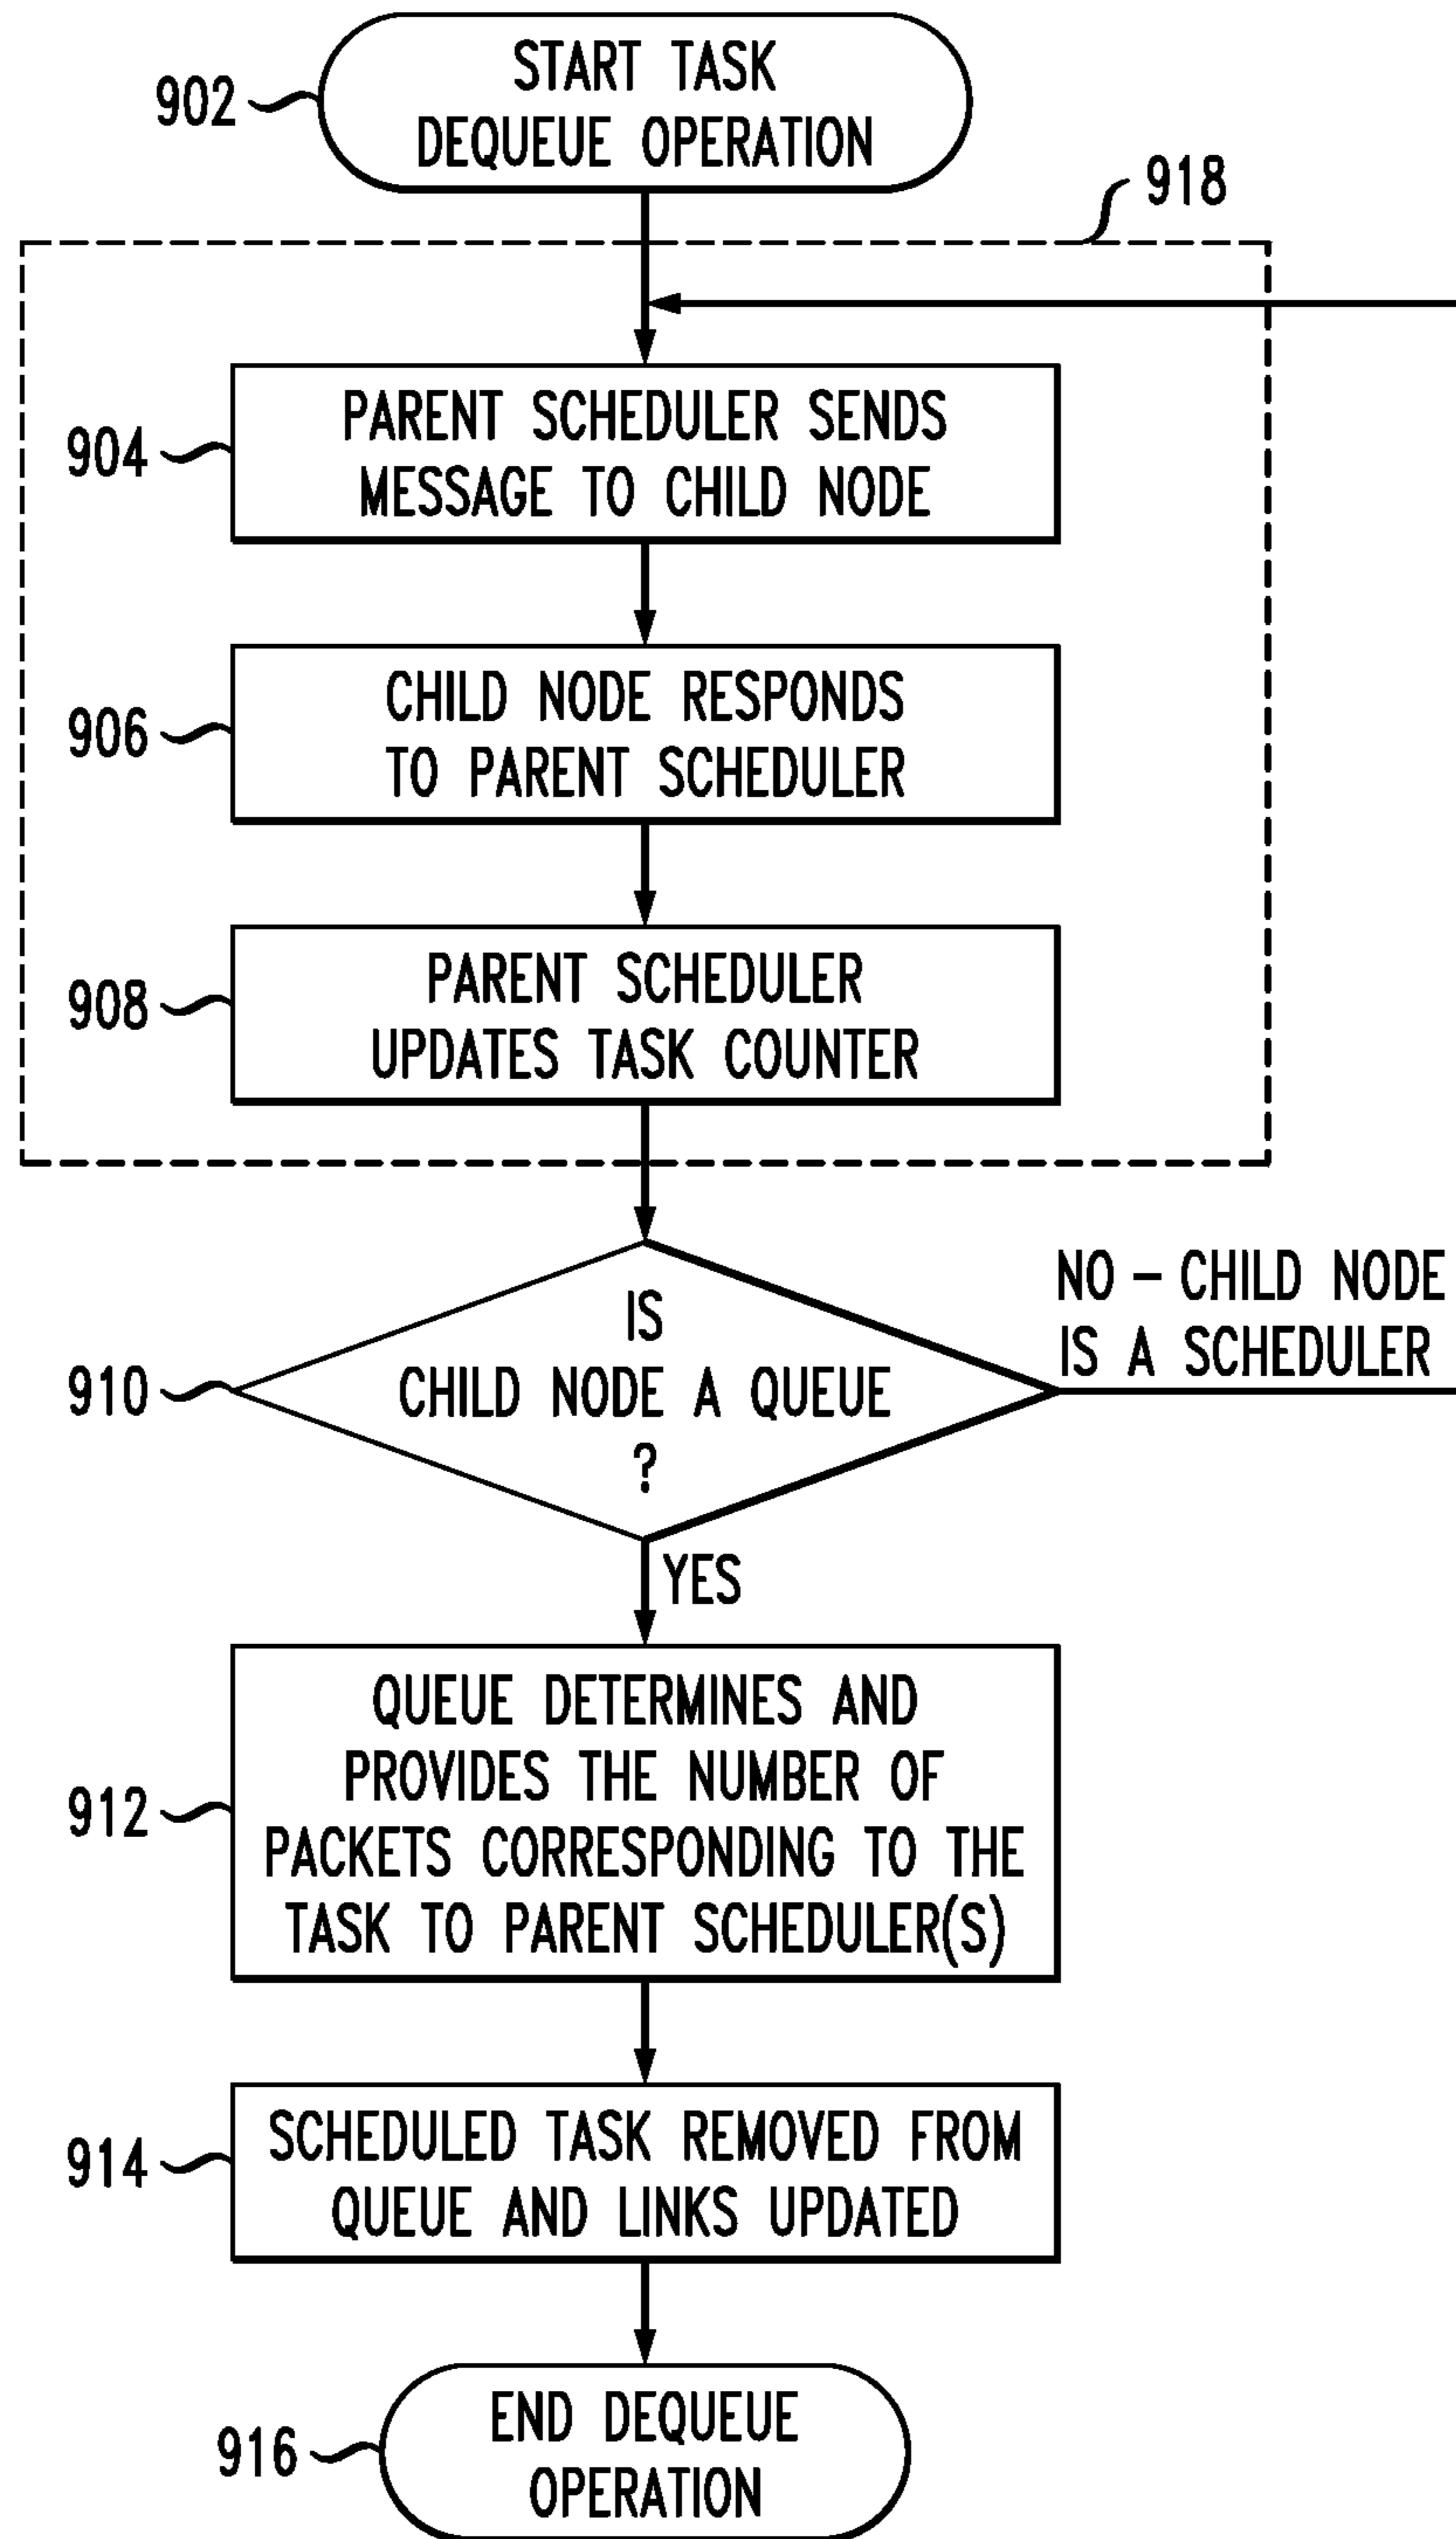 START TASK
DEQUEUE OPERATION
902
918
PARENT SCHEDULER SENDS
MESSAGE TO CHILD NODE
904
CHILD NODE RESPONDS
TO PARENT SCHEDULER
906
PARENT SCHEDULER
UPDATES TASK COUNTER
908
NO – CHILD NODE
IS A SCHEDULER
IS
CHILD NODE A QUEUE
?
910
YES
QUEUE DETERMINES AND
PROVIDES THE NUMBER OF
PACKETS CORRESPONDING TO THE
TASK TO PARENT SCHEDULER(S)
912
SCHEDULED TASK REMOVED FROM
QUEUE AND LINKS UPDATED
914
END DEQUEUE
OPERATION
916